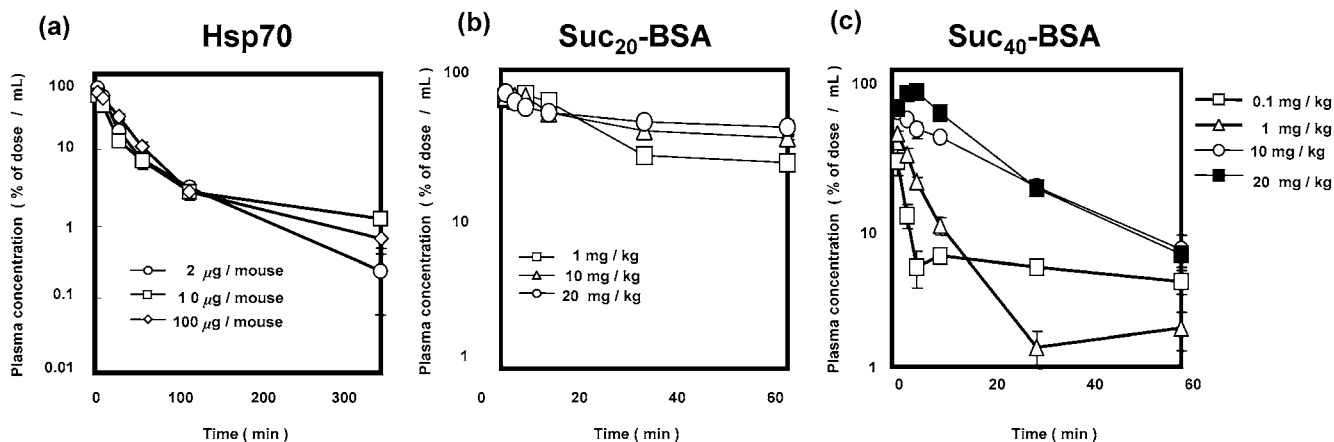 (a) Hsp70
Plasma concentration ( % of dose / mL )
100
10
1
0.1
0.01
2 μg / mouse
1 0 μg / mouse
100 μg / mouse
0 100 200 300
Time ( min )
(b) Suc20-BSA
Plasma concentration ( % of dose / mL )
100
10
1
1 mg / kg
10 mg / kg
20 mg / kg
0 20 40 60
Time ( min )
(c) Suc40-BSA
Plasma concentration ( % of dose / mL )
100
10
1
0 20 40 60
Time ( min )
0.1 mg / kg
1 mg / kg
10 mg / kg
20 mg / kg